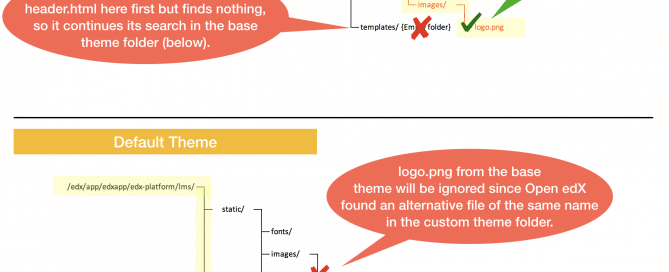 header.html here first but finds nothing,
so it continues its search in the base
theme folder (below).
images/
templates/ {Em folder}
logo.png
Default Theme
/edx/app/edxapp/edx-platform/lms/
static/
fonts/
images/
logo.png from the base
theme will be ignored since Open edX
found an alternative file of the same name
in the custom theme folder.